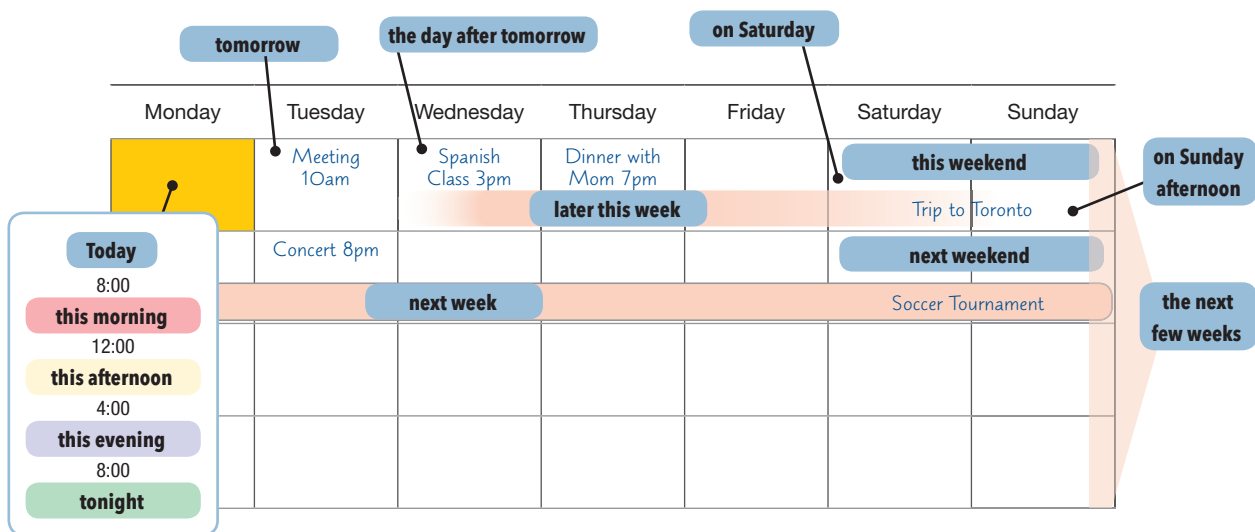 tomorrow
the day after tomorrow
on Saturday
Monday
Tuesday
Wednesday
Thursday
Friday
Saturday
Sunday
Meeting
10am
Spanish
Class 3pm
Dinner with
Mom 7pm
this weekend
on Sunday
afternoon
later this week
Trip to Toronto
Today
8:00
this morning
12:00
this afternoon
4:00
this evening
8:00
tonight
Concert 8pm
next weekend
next week
Soccer Tournament
the next
few weeks